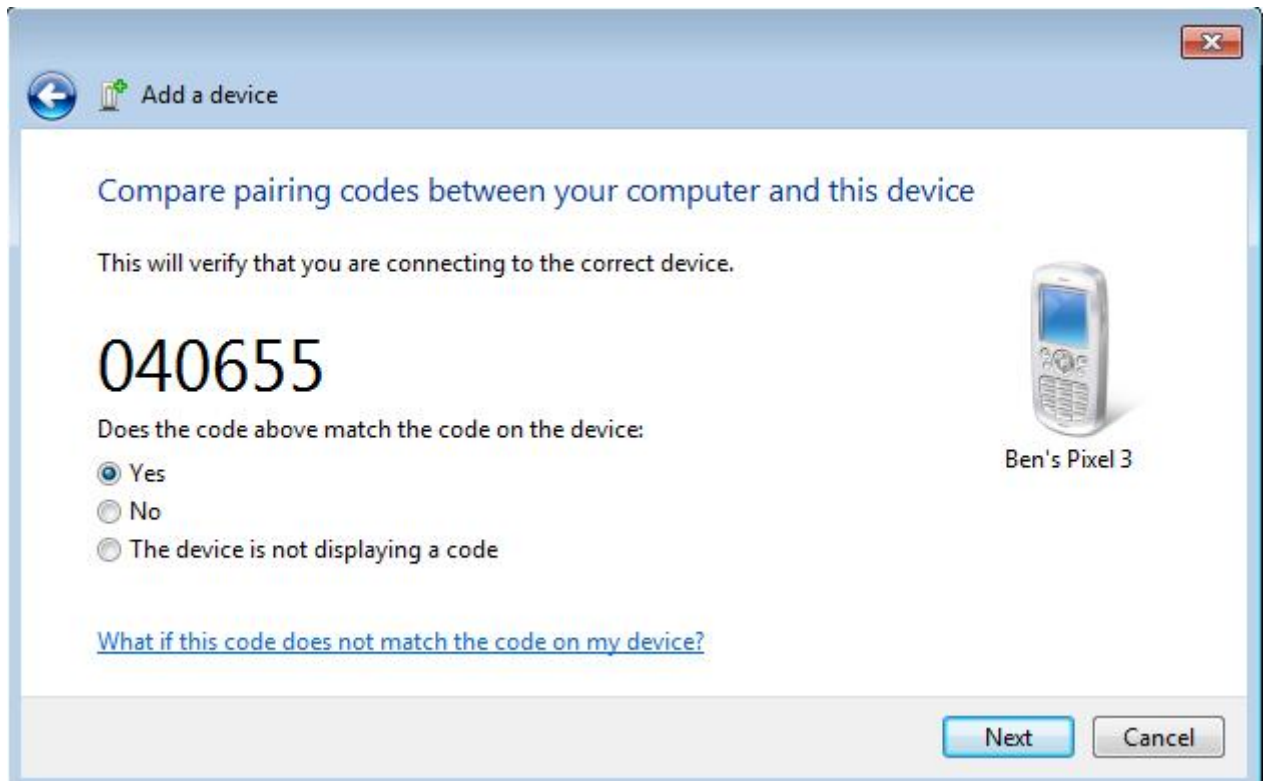 Add a device
Compare pairing codes between your computer and this device
This will verify that you are connecting to the correct device.
040655
Does the code above match the code on the device:
Yes
Ben's Pixel 3
No
The device is not displaying a code
What if this code does not match the code on my device?
Next
Cancel